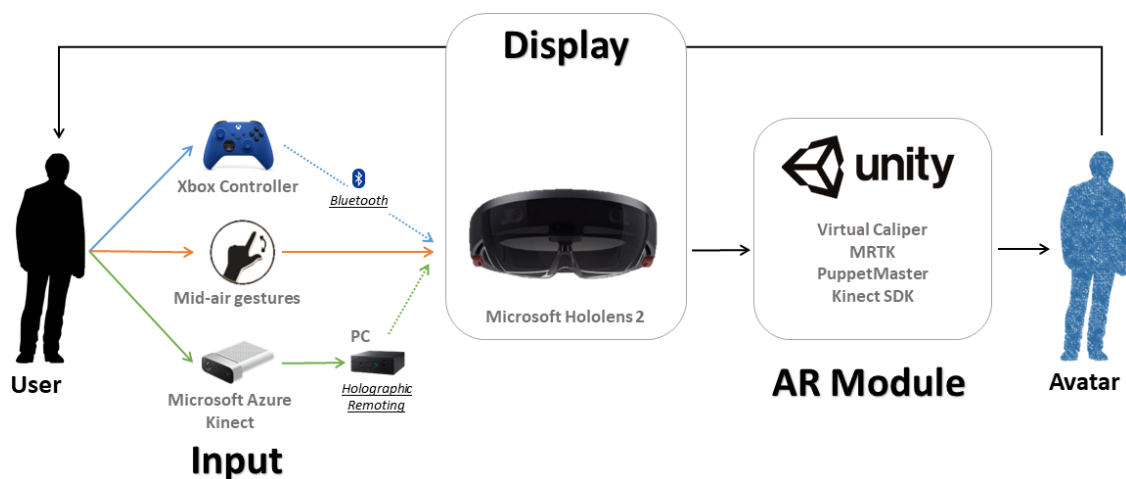 Display
Xbox Controller
Bluetooth
Mid-air gestures
PC
Holographic
Remoting
Microsoft Azure
Kinect
User
Input
Microsoft Hololens 2
unity
Virtual Caliper
MRTK
PuppetMaster
Kinect SDK
AR Module
Avatar